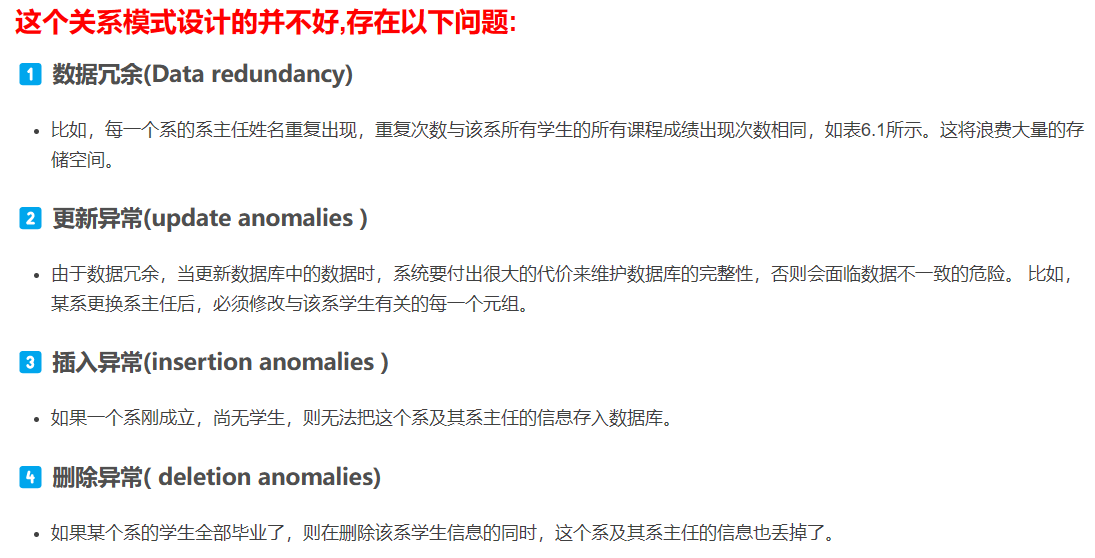 这个关系模式设计的并不好,存在以下问题:
1 数据冗余(Data redundancy)
• 比如，每一个系的系主任姓名重复出现，重复次数与该系所有学生的所有课程成绩出现次数相同，如表6.1所示。这将浪费大量的存
储空间。
2 更新异常(update anomalies )
• 由于数据冗余，当更新数据库中的数据时，系统要付出很大的代价来维护数据库的完整性，否则会面临数据不一致的危险。 比如，
某系更换系主任后，必须修改与该系学生有关的每一个元组。
3 插入异常(insertion anomalies )
• 如果一个系刚成立，尚无学生，则无法把这个系及其系主任的信息存入数据库。
4 删除异常( deletion anomalies)
• 如果某个系的学生全部毕业了，则在删除该系学生信息的同时，这个系及其系主任的信息也丢掉了。